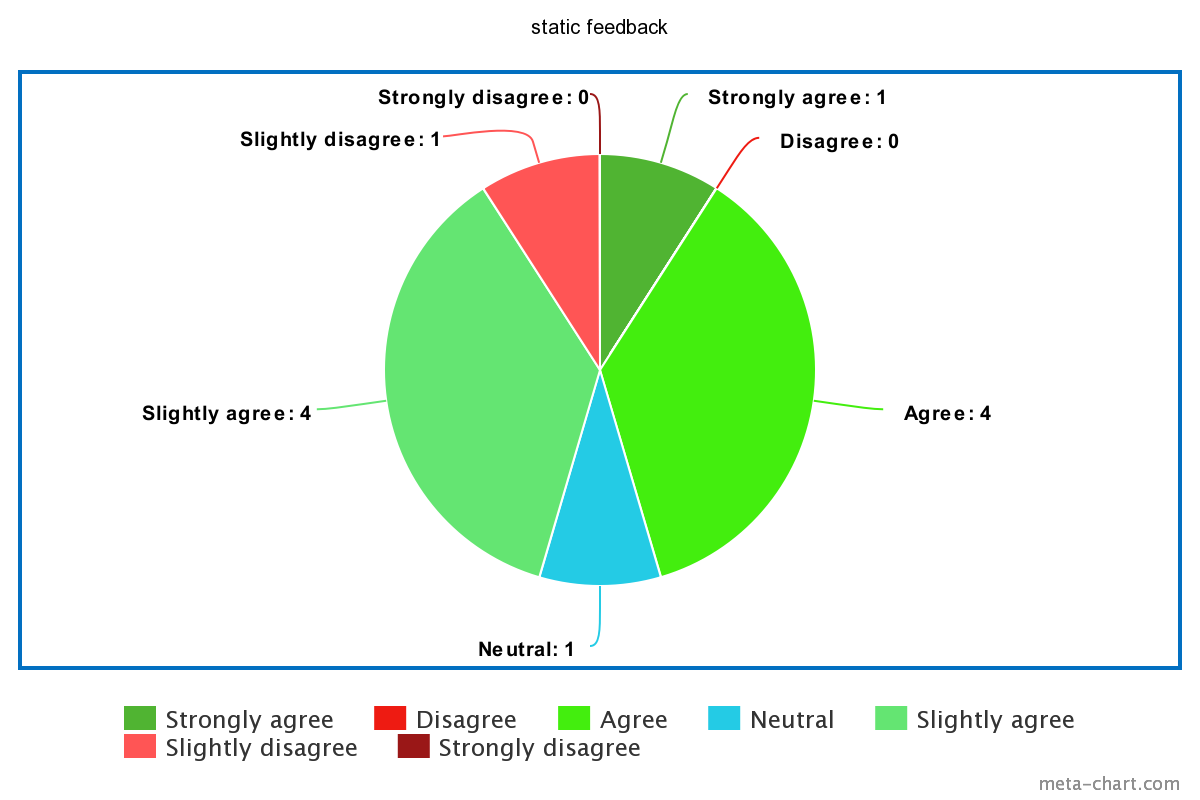 static feedback
Strongly disagree: 0
Strongly agree: 1
Slightly disagree: 1
Disagree: 0
Slightly agree: 4
Agree: 4
Neutral: 1
Strongly agree
Disagree
Agree
Neutral
Slightly agree
Slightly disagree
Strongly disagree
meta-chart.com